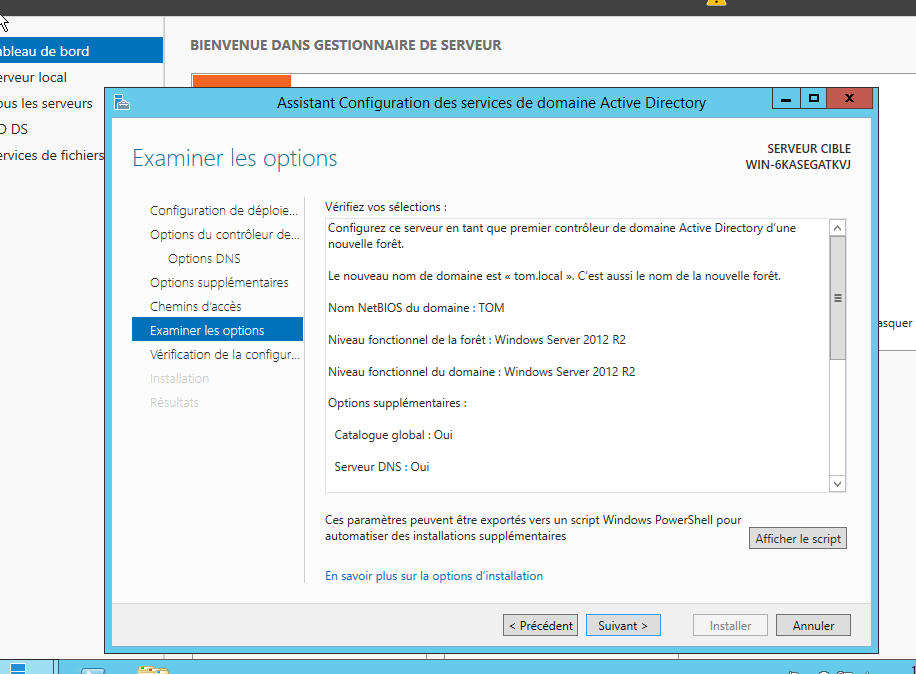 BIENVENUE DANS GESTIONNAIRE DE SERVEUR
ableau de bord
erveur local
ous les serveurs
D DS
ervices de fichiers
Assistant Configuration des services de domaine Active Directory
Examiner les options
SERVEUR CIBLE
WIN-6KASEGATKVJ
Configuration de déploie...
Options du contrôleur de...
Options DNS
Options supplémentaires
Chemins d'accès
Examiner les options
Vérification de la configur...
Installation
Résultats
Vérifiez vos sélections :
Configurez ce serveur en tant que premier contrôleur de domaine Active Directory d'une
nouvelle forêt.
Le nouveau nom de domaine est « tom.local ». C'est aussi le nom de la nouvelle forêt.
Nom NetBIOS du domaine : TOM
Niveau fonctionnel de la forêt : Windows Server 2012 R2
Niveau fonctionnel du domaine : Windows Server 2012 R2
Options supplémentaires :
Catalogue global : Oui
Serveur DNS : Oui
Ces paramètres peuvent être exportés vers un script Windows PowerShell pour
automatiser des installations supplémentaires
Afficher le script
En savoir plus sur la options d'installation
< Précédent
Suivant >
Installer
Annuler
asquer